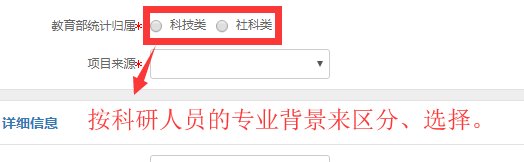 教育部统计归属* 科技类 社科类
项目来源*
详细信息 按科研人员的专业背景来区分、选择。